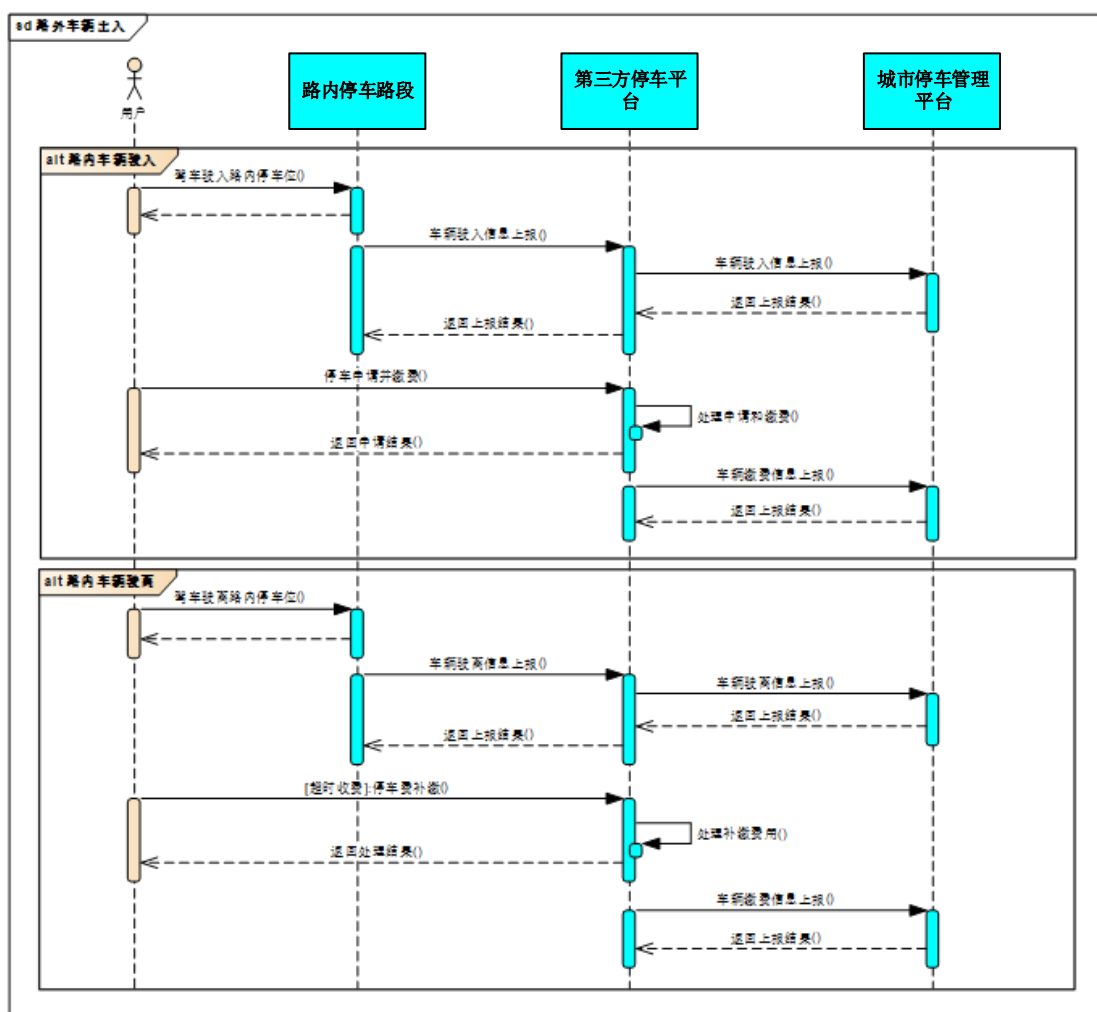 sd 路外车辆出入
用户
路内停车路段
第三方停车平
台
城市停车管理
平台
alt 路内车辆驶入
驾车驶入路内停车位()
车辆驶入信息上报()
车辆驶入信息上报()
返回上报结果()
返回上报结果()
停车申请并缴费()
处理申请和缴费()
返回申请结果()
车辆缴费信息上报()
返回上报结果()
alt 路内车辆驶离
驾车驶离路内停车位()
车辆驶离信息上报()
车辆驶离信息上报()
返回上报结果()
返回上报结果()
[超时收费]:停车费补缴()
处理补缴费用()
返回处理结果()
车辆缴费信息上报()
返回上报结果()